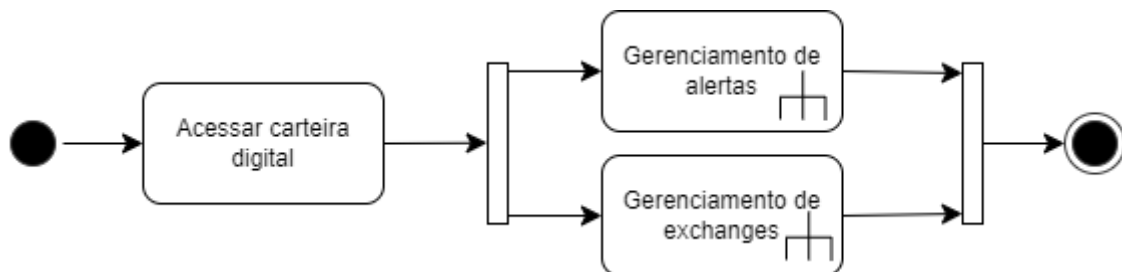 Acessar carteira
digital
Gerenciamento de
alertas
Gerenciamento de
exchanges